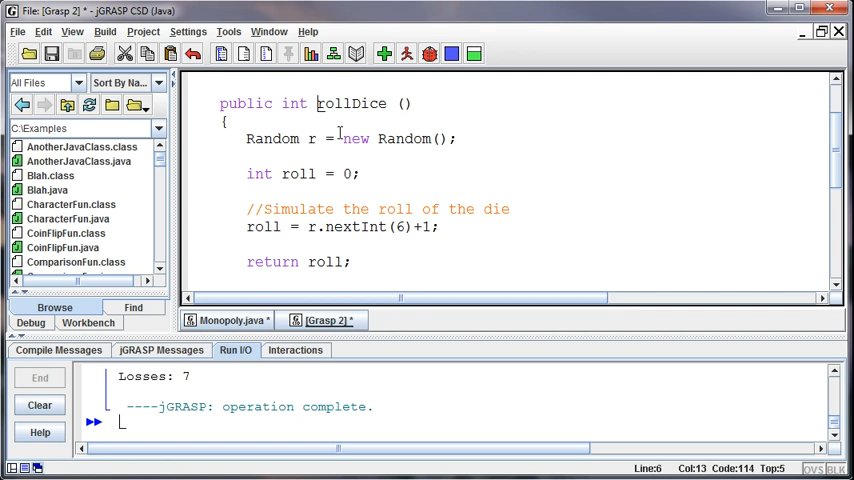 File: [Grasp 2] * - jGRASP CSD (Java)
File Edit View Build Project Settings Tools Window Help
All Files Sort By Na...
C:\Examples
AnotherJavaClass.class
AnotherJavaClass.java
Blah.class
Blah.java
CharacterFun.class
CharacterFun.java
CoinFlipFun.class
CoinFlipFun.java
ComparisonFun.class
Browse Find
Debug Workbench
public int rollDice ()
{
Random r = new Random();
int roll = 0;
//Simulate the roll of the die
roll = r.nextInt(6)+1;
return roll;
Monopoly.java * [Grasp 2] *
Compile Messages jGRASP Messages Run I/O Interactions
End
Clear
Help
Losses: 7
----jGRASP: operation complete.
Line:6 Col:13 Code:114 Top:5 OVS BLK